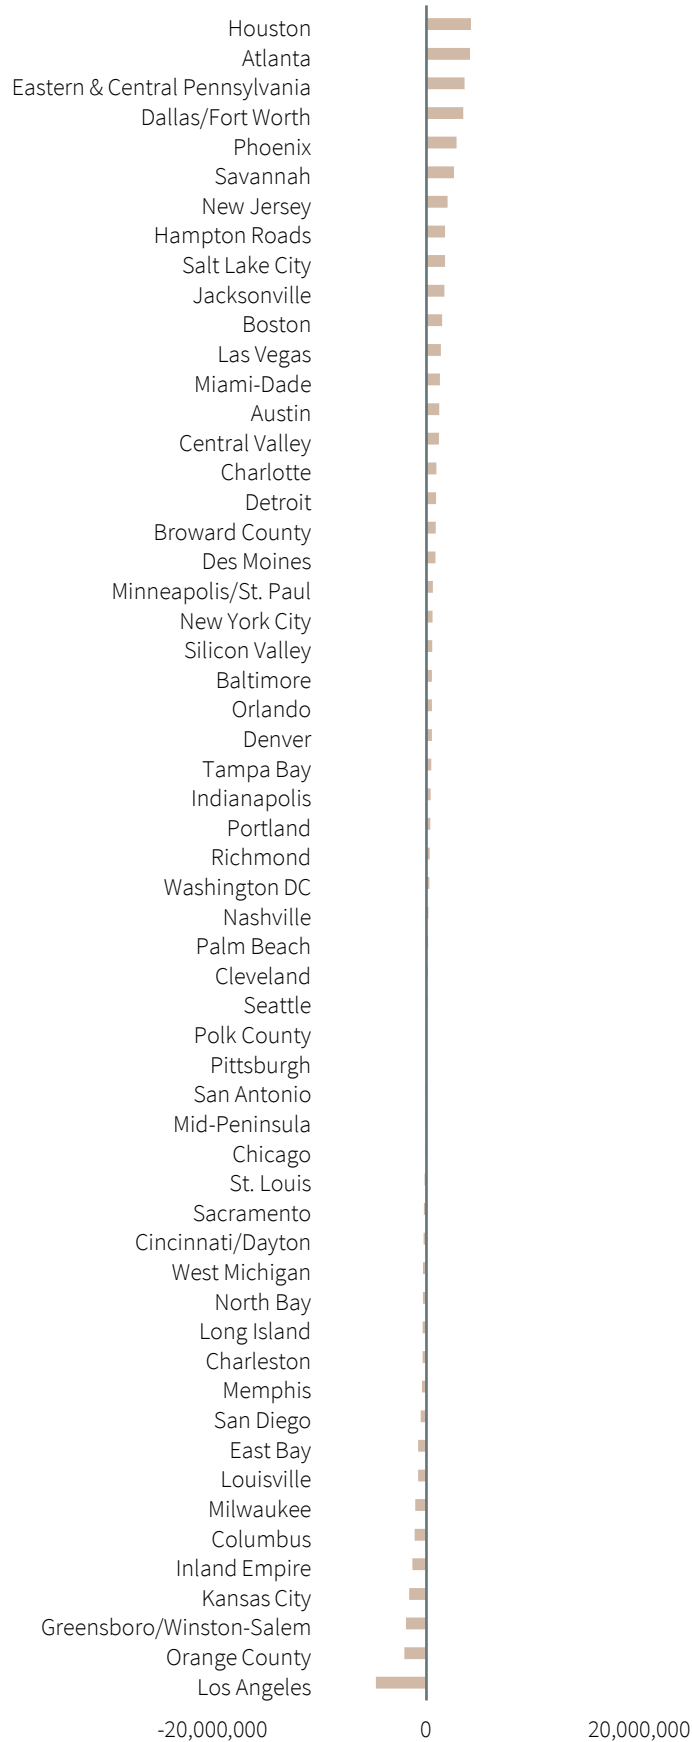 Houston
Atlanta
Eastern & Central Pennsylvania
Dallas/Fort Worth
Phoenix
Savannah
New Jersey
Hampton Roads
Salt Lake City
Jacksonville
Boston
Las Vegas
Miami-Dade
Austin
Central Valley
Charlotte
Detroit
Broward County
Des Moines
Minneapolis/St. Paul
New York City
Silicon Valley
Baltimore
Orlando
Denver
Tampa Bay
Indianapolis
Portland
Richmond
Washington DC
Nashville
Palm Beach
Cleveland
Seattle
Polk County
Pittsburgh
San Antonio
Mid-Peninsula
Chicago
St. Louis
Sacramento
Cincinnati/Dayton
West Michigan
North Bay
Long Island
Charleston
Memphis
San Diego
East Bay
Louisville
Milwaukee
Columbus
Inland Empire
Kansas City
Greensboro/Winston-Salem
Orange County
Los Angeles
-20,000,000 0 20,000,000